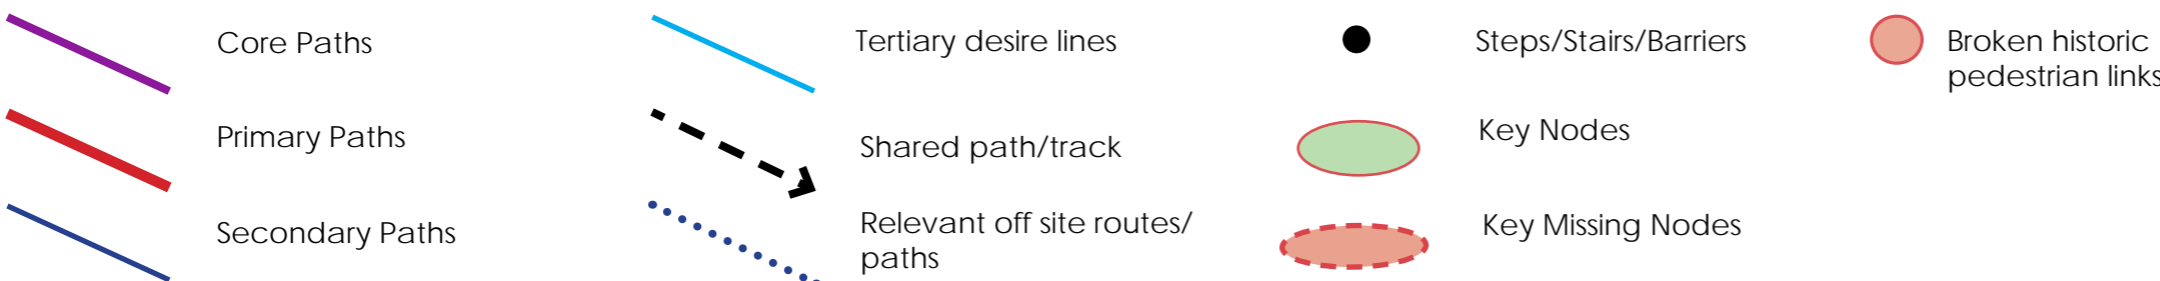 Core Paths
Primary Paths
Secondary Paths
Tertiary desire lines
Shared path/track
Relevant off site routes/
paths
Steps/Stairs/Barriers
Key Nodes
Key Missing Nodes
Broken historic
pedestrian links